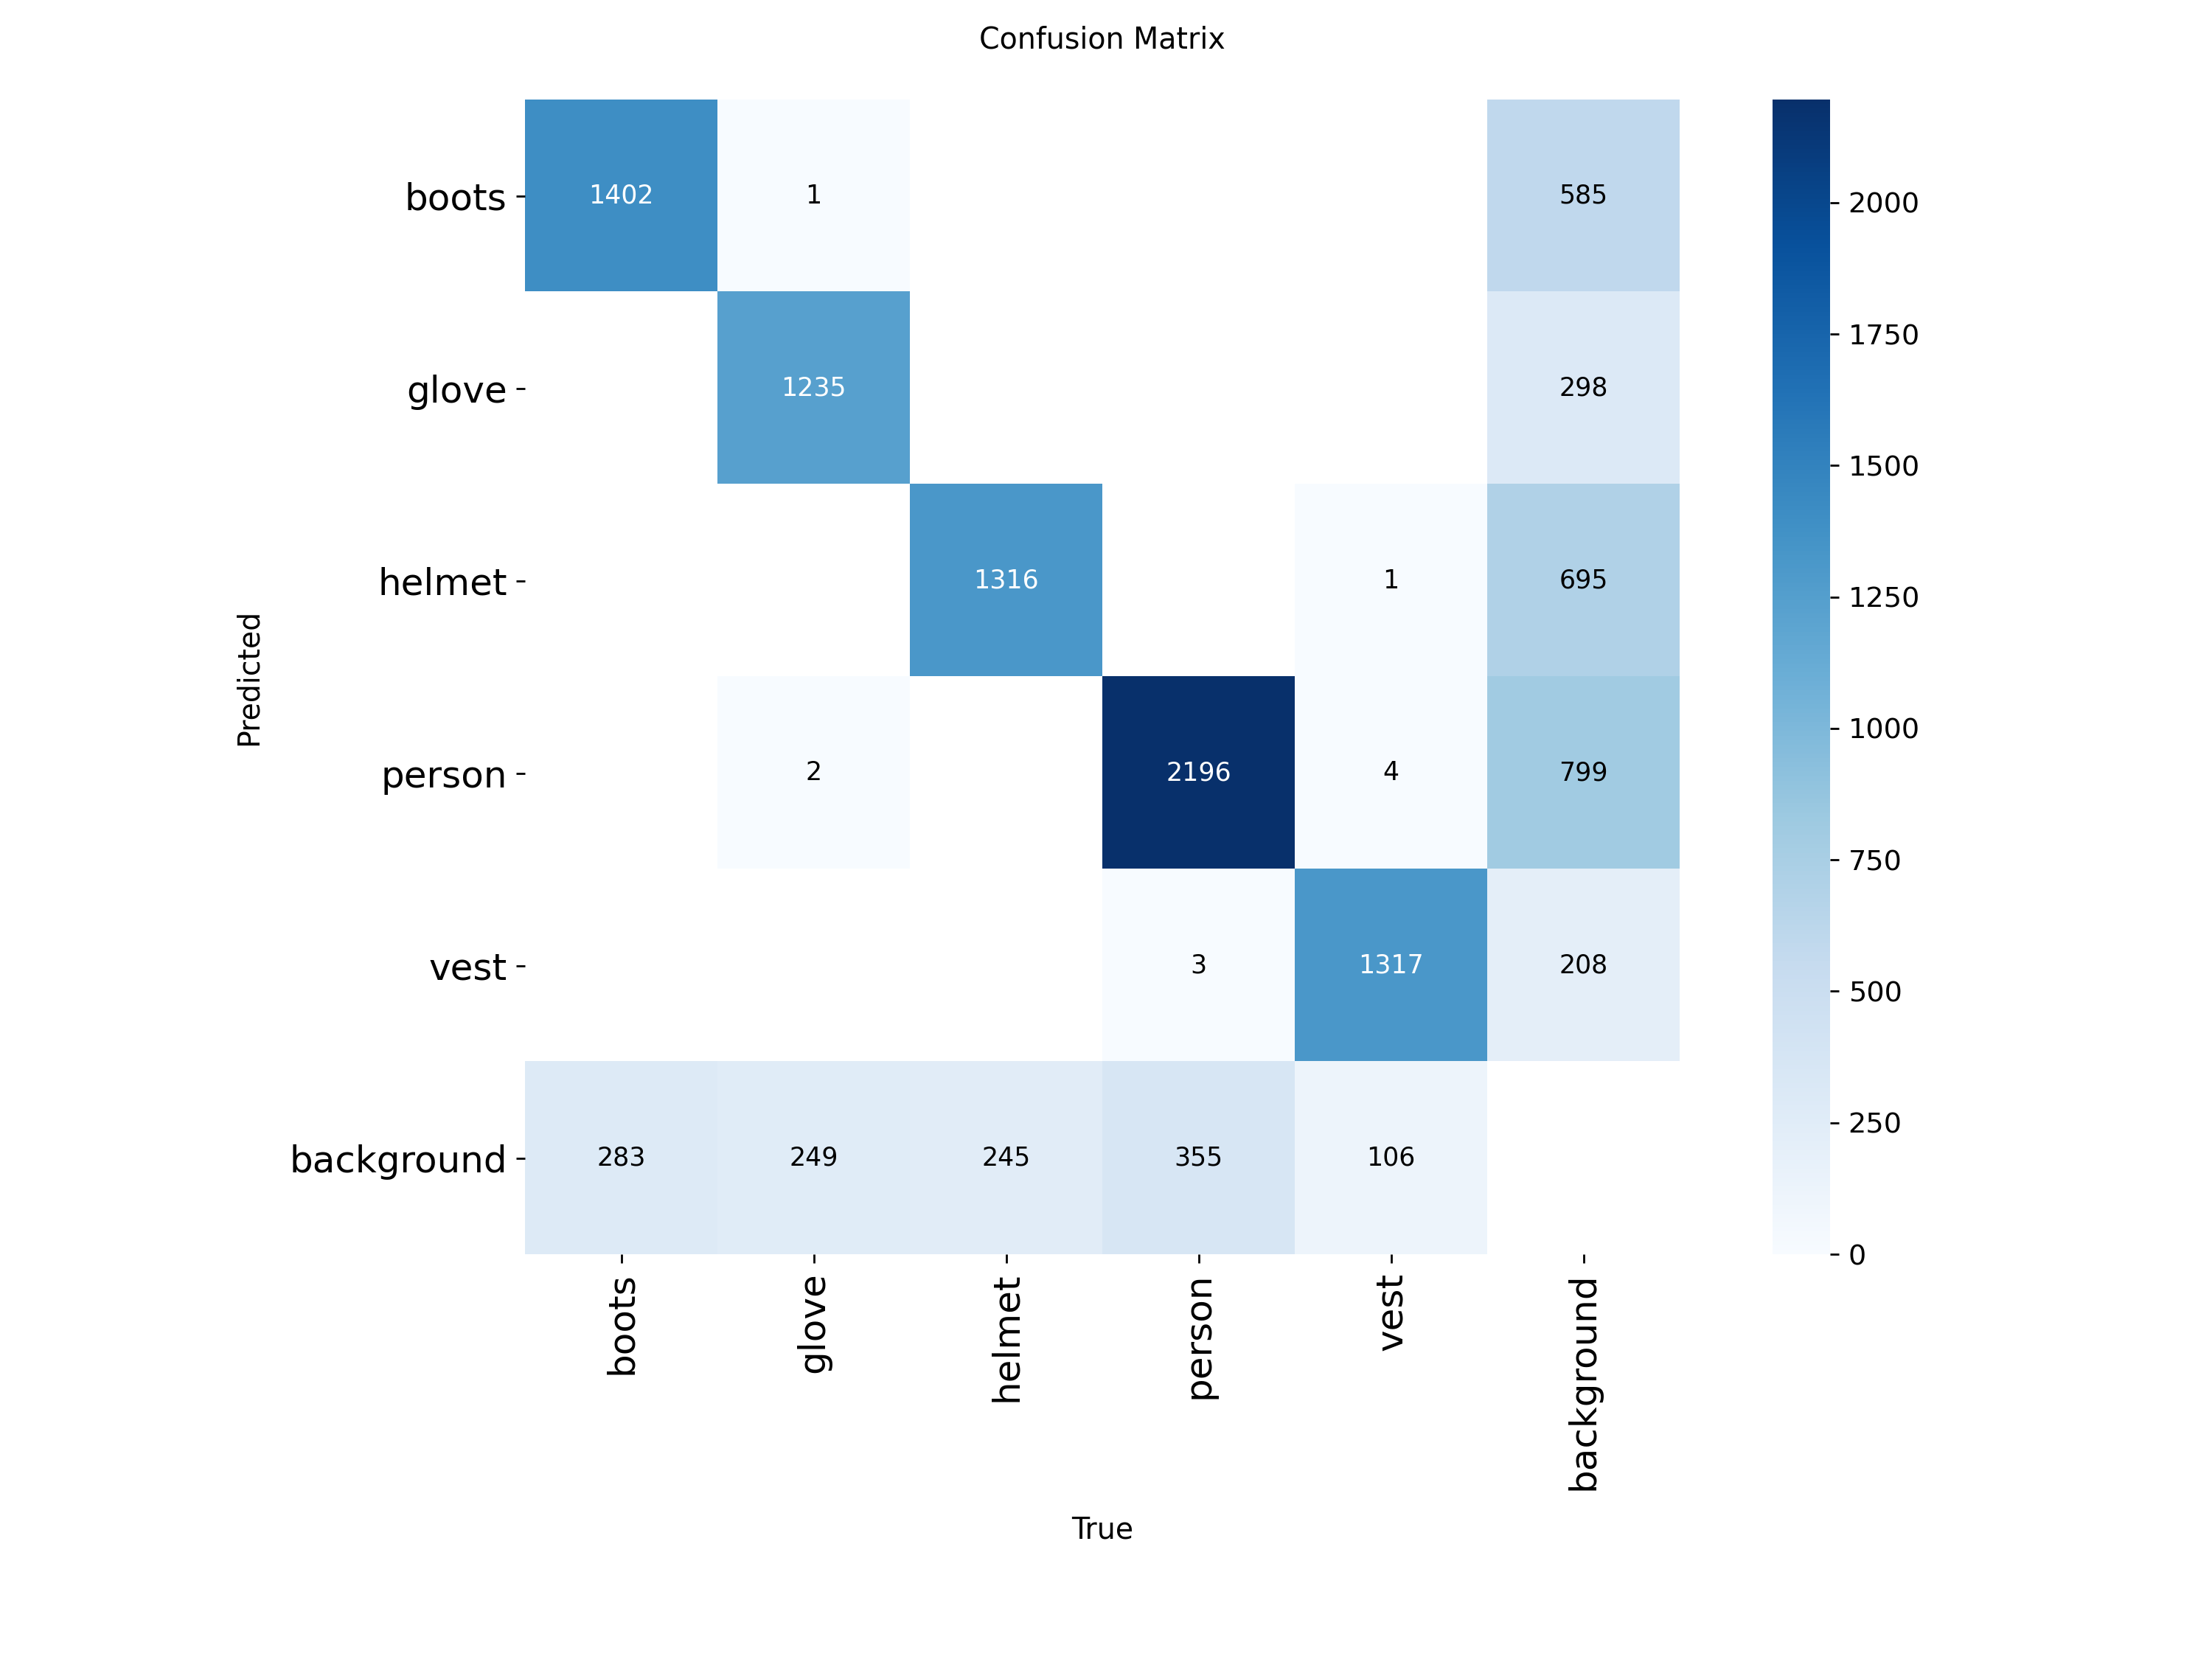 Confusion Matrix
boots 1402 1 585
glove 1235 298
helmet 1316 1 695
person 2 2196 4 799
vest 3 1317 208
background 283 249 245 355 106
boots glove helmet person vest background
True
Predicted
2000
1750
1500
1250
1000
750
500
250
0